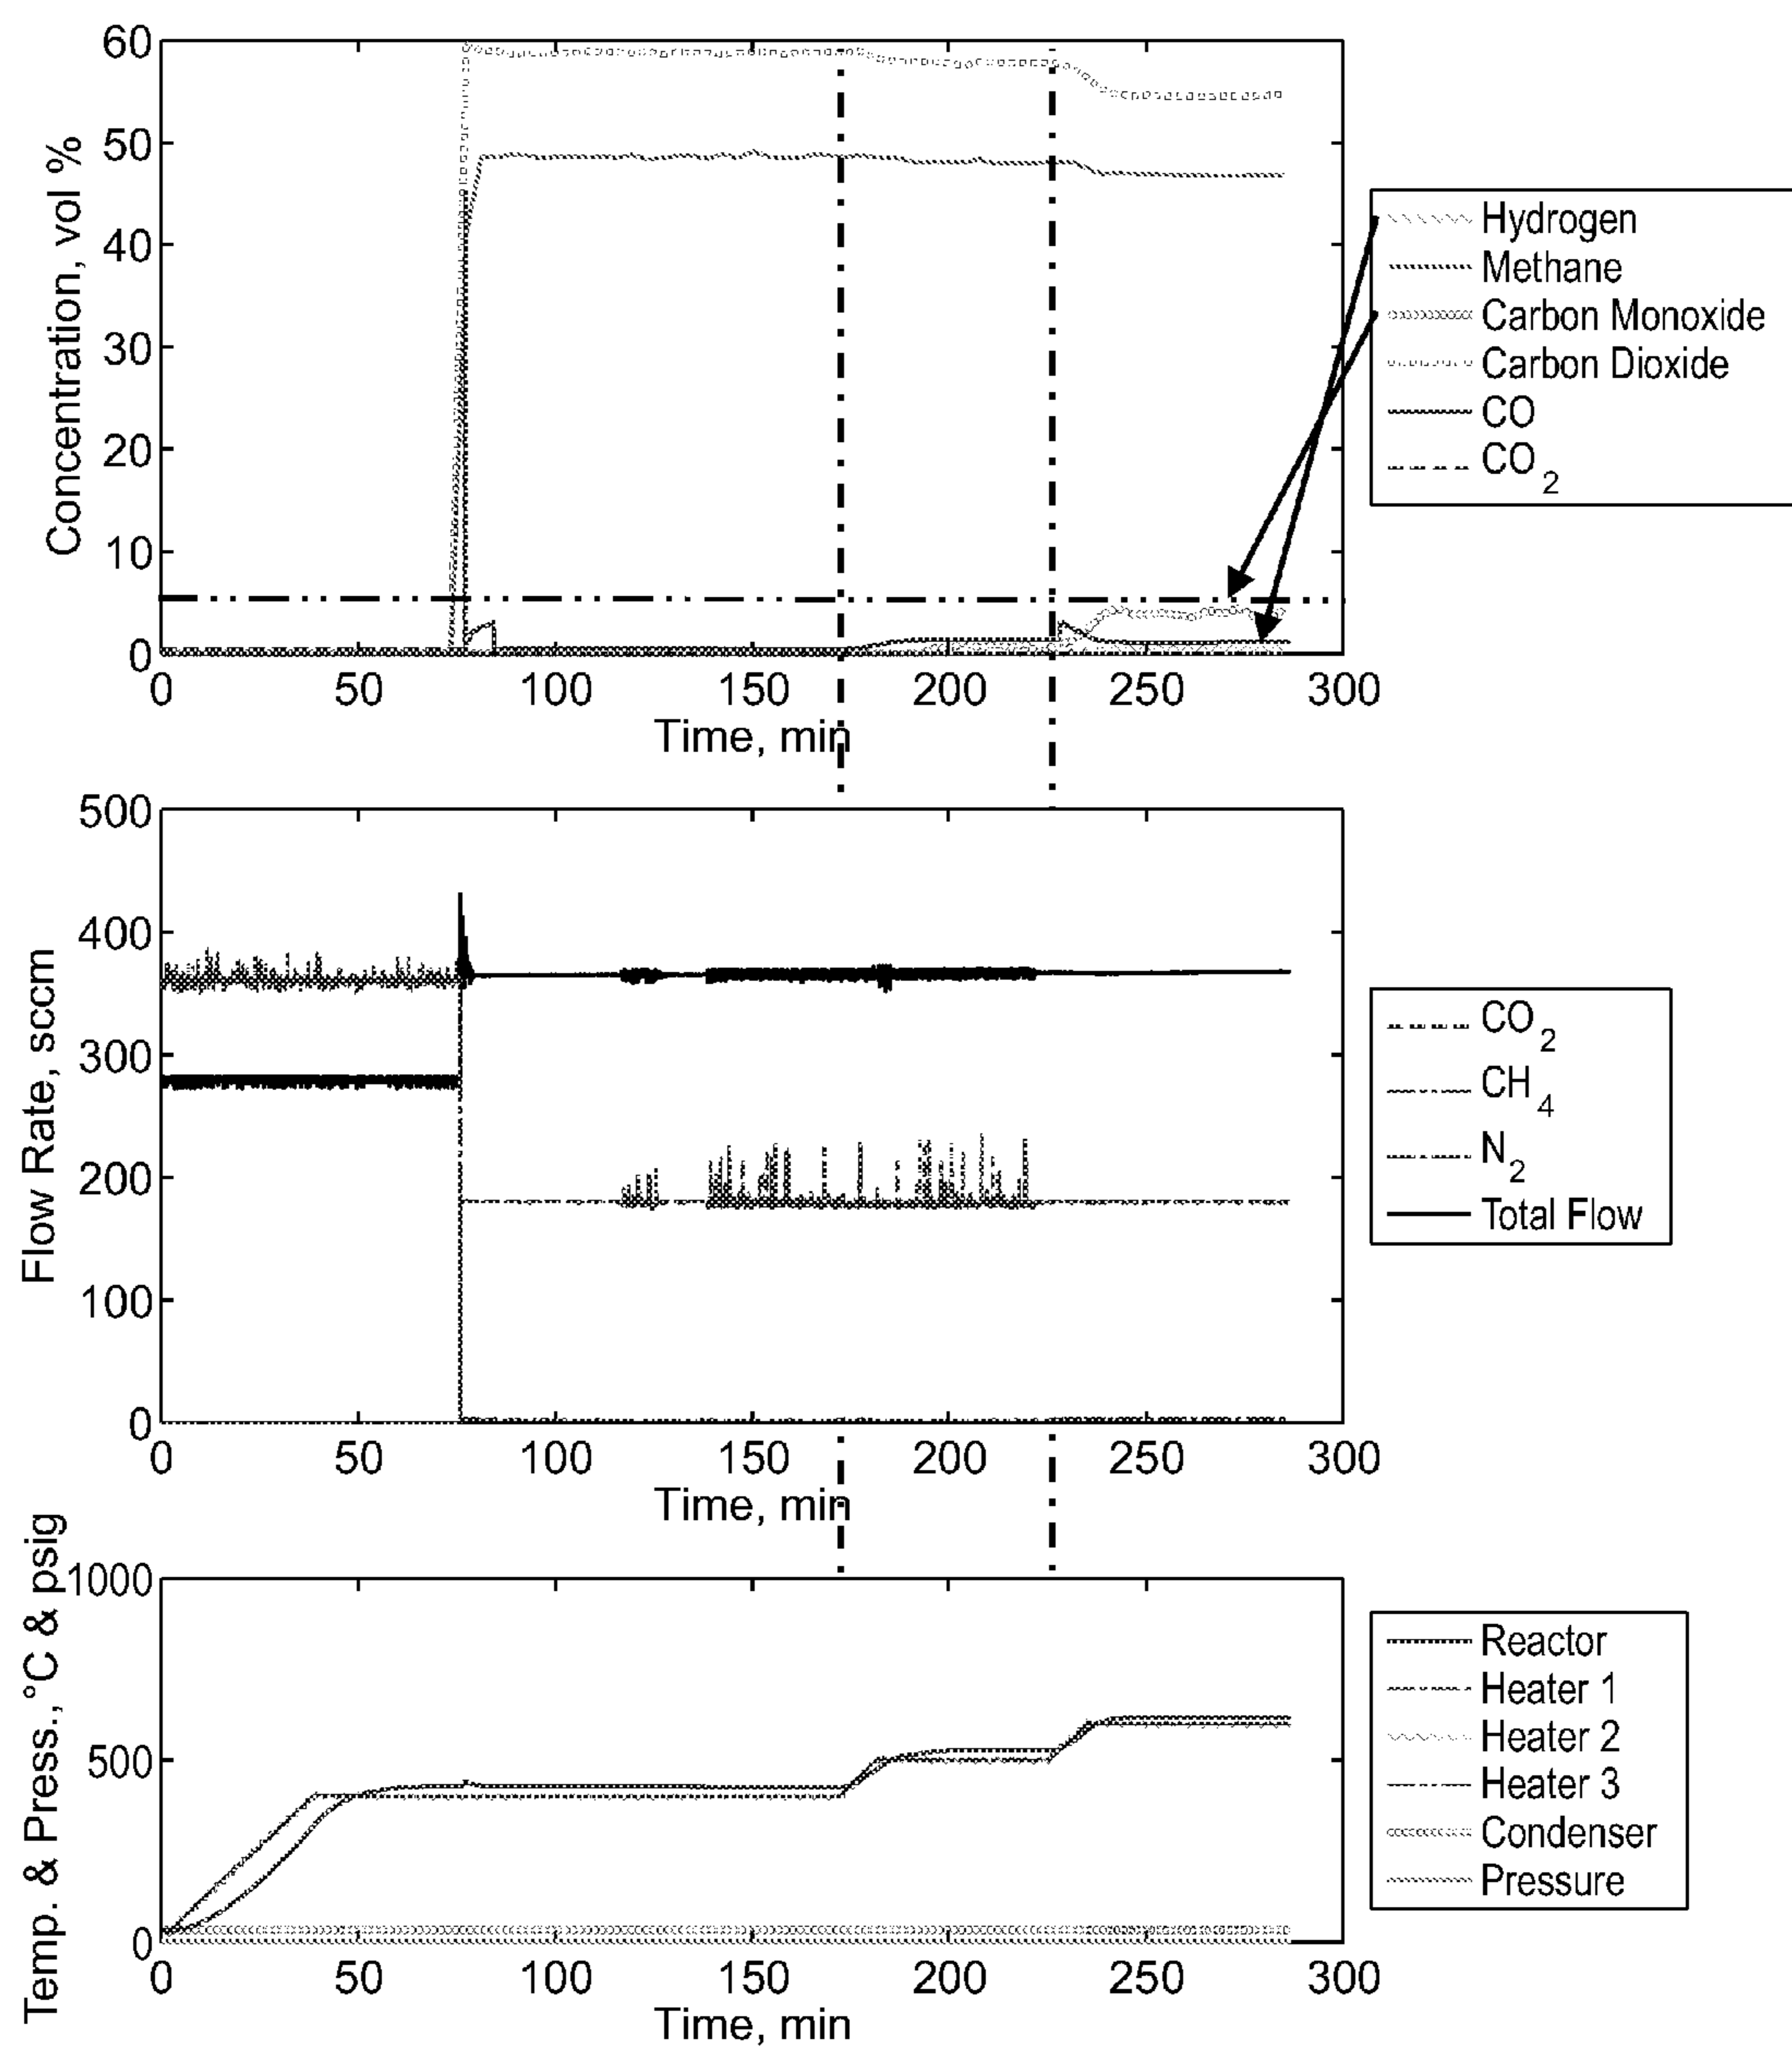 60
50
40
30
20
10
0
Concentration, vol %
0 50 100 150 200 250 300
Time, min
Hydrogen
Methane
Carbon Monoxide
Carbon Dioxide
CO
CO2
500
400
300
200
100
0
Flow Rate, sccm
0 50 100 150 200 250 300
Time, min
CO2
CH4
N2
Total Flow
1000
500
0
Temp. & Press.,°C & psig
0 50 100 150 200 250 300
Time, min
Reactor
Heater 1
Heater 2
Heater 3
Condenser
Pressure